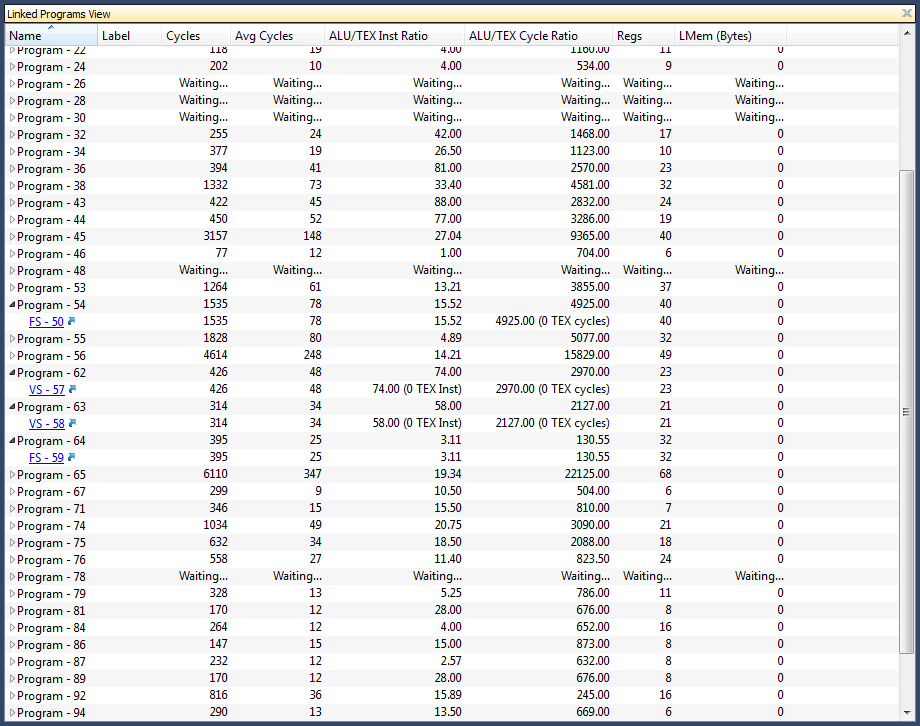 Linked Programs View
Name Label Cycles Avg Cycles ALU/TEX Inst Ratio ALU/TEX Cycle Ratio Regs LMem (Bytes)
Program - 22 118 19 4.00 1160.00 11 0
Program - 24 202 10 4.00 534.00 9 0
Program - 26 Waiting... Waiting... Waiting... Waiting... Waiting... Waiting...
Program - 28 Waiting... Waiting... Waiting... Waiting... Waiting... Waiting...
Program - 30 Waiting... Waiting... Waiting... Waiting... Waiting... Waiting...
Program - 32 255 24 42.00 1468.00 17 0
Program - 34 377 19 26.50 1123.00 10 0
Program - 36 394 41 81.00 2570.00 23 0
Program - 38 1332 73 33.40 4581.00 32 0
Program - 43 422 45 88.00 2832.00 24 0
Program - 44 450 52 77.00 3286.00 19 0
Program - 45 3157 148 27.04 9365.00 40 0
Program - 46 77 12 1.00 704.00 6 0
Program - 48 Waiting... Waiting... Waiting... Waiting... Waiting... Waiting...
Program - 53 1264 61 13.21 3855.00 37 0
Program - 54 1535 78 15.52 4925.00 40 0
FS - 50 1535 78 15.52 4925.00 (0 TEX cycles) 40 0
Program - 55 1828 80 4.89 5077.00 32 0
Program - 56 4614 248 14.21 15829.00 49 0
Program - 62 426 48 74.00 2970.00 23 0
VS - 57 426 48 74.00 (0 TEX Inst) 2970.00 (0 TEX cycles) 23 0
Program - 63 314 34 58.00 2127.00 21 0
VS - 58 314 34 58.00 (0 TEX Inst) 2127.00 (0 TEX cycles) 21 0
Program - 64 395 25 3.11 130.55 32 0
FS - 59 395 25 3.11 130.55 32 0
Program - 65 6110 347 19.34 22125.00 68 0
Program - 67 299 9 10.50 504.00 6 0
Program - 71 346 15 15.50 810.00 7 0
Program - 74 1034 49 20.75 3090.00 21 0
Program - 75 632 34 18.50 2088.00 18 0
Program - 76 558 27 11.40 823.50 24 0
Program - 78 Waiting... Waiting... Waiting... Waiting... Waiting... Waiting...
Program - 79 328 13 5.25 786.00 11 0
Program - 81 170 12 28.00 676.00 8 0
Program - 84 264 12 4.00 652.00 16 0
Program - 86 147 15 15.00 873.00 8 0
Program - 87 232 12 2.57 632.00 8 0
Program - 89 170 12 28.00 676.00 8 0
Program - 92 816 36 15.89 245.00 16 0
Program - 94 290 13 13.50 669.00 6 0